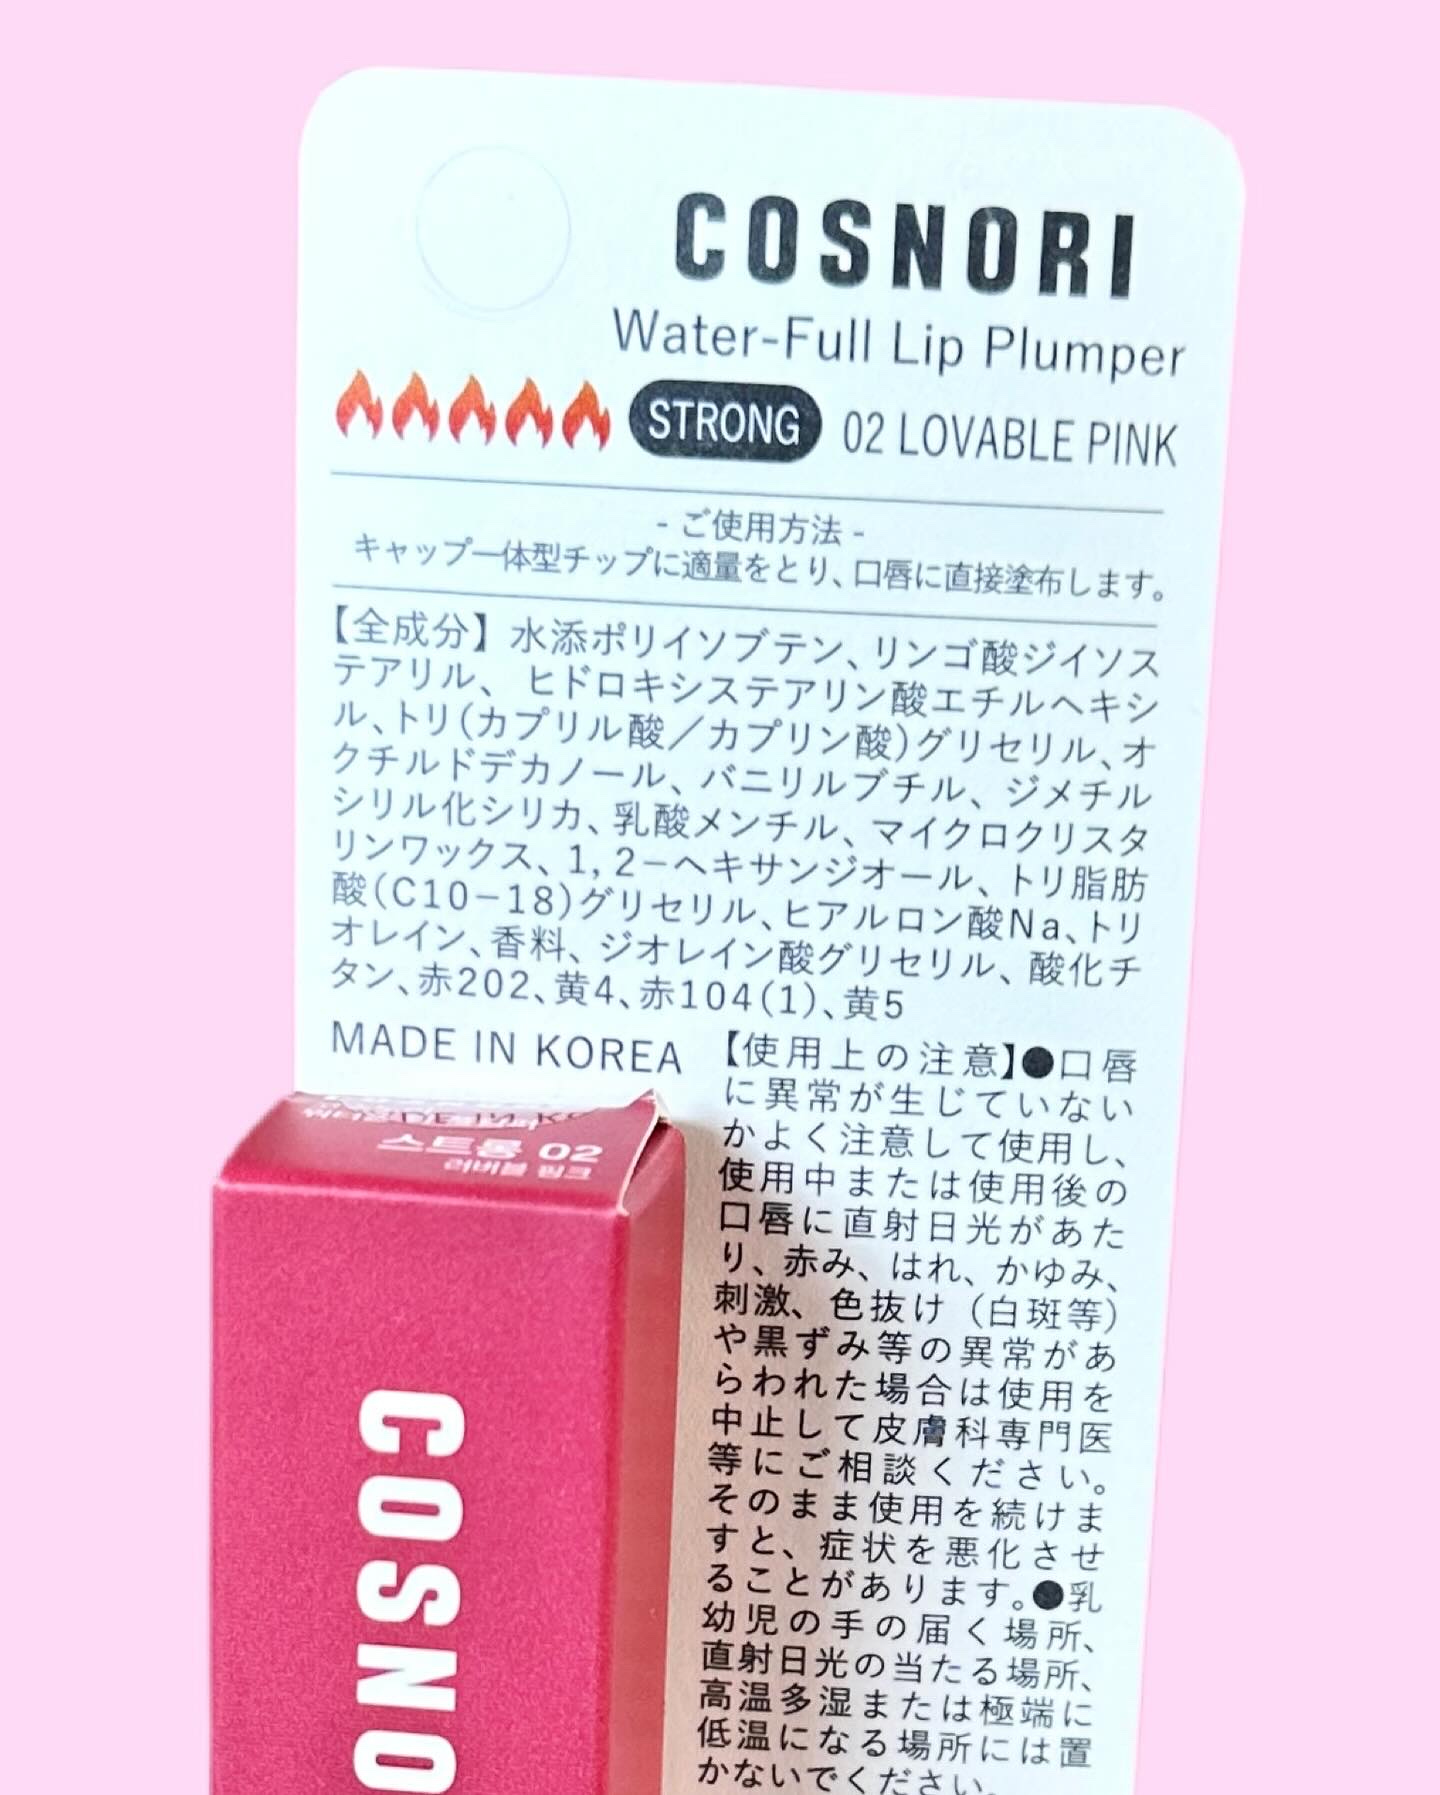 COSNORI
Water-Full Lip Plumper
STRONG 02 LOVABLE PINK
- ご使用方法 -
キャップ一体型チップに適量をとり、口唇に直接塗布します。
【全成分】水添ポリイソブテン、リンゴ酸ジイソス
テアリル、ヒドロキシステアリン酸エチルヘキシ
ル、トリ(カプリル酸／カプリン酸)グリセリル、オ
クチルドデカノール、バニリルブチル、ジメチル
シリル化シリカ、乳酸メンチル、マイクロクリスタ
リンワックス、1,2－ヘキサンジオール、トリ脂肪
酸(C10－18)グリセリル、ヒアルロン酸Na、トリ
オレイン、香料、ジオレイン酸グリセリル、酸化チ
タン、赤202、黄4、赤104(1)、黄5
MADE IN KOREA
【使用上の注意】●口唇
に異常が生じていない
かよく注意して使用し、
使用中または使用後の
口唇に直射日光があた
り、赤み、はれ、かゆみ、
刺激、色抜け（白斑等）
や黒ずみ等の異常があ
らわれた場合は使用を
中止して皮膚科専門医
等にご相談ください。
そのまま使用を続けま
すと、症状を悪化させ
ることがあります。●乳
幼児の手の届く場所、
直射日光の当たる場所、
高温多湿または極端に
低温になる場所には置
かないでください。
스트롱 02
러버블 핑크
COSNO